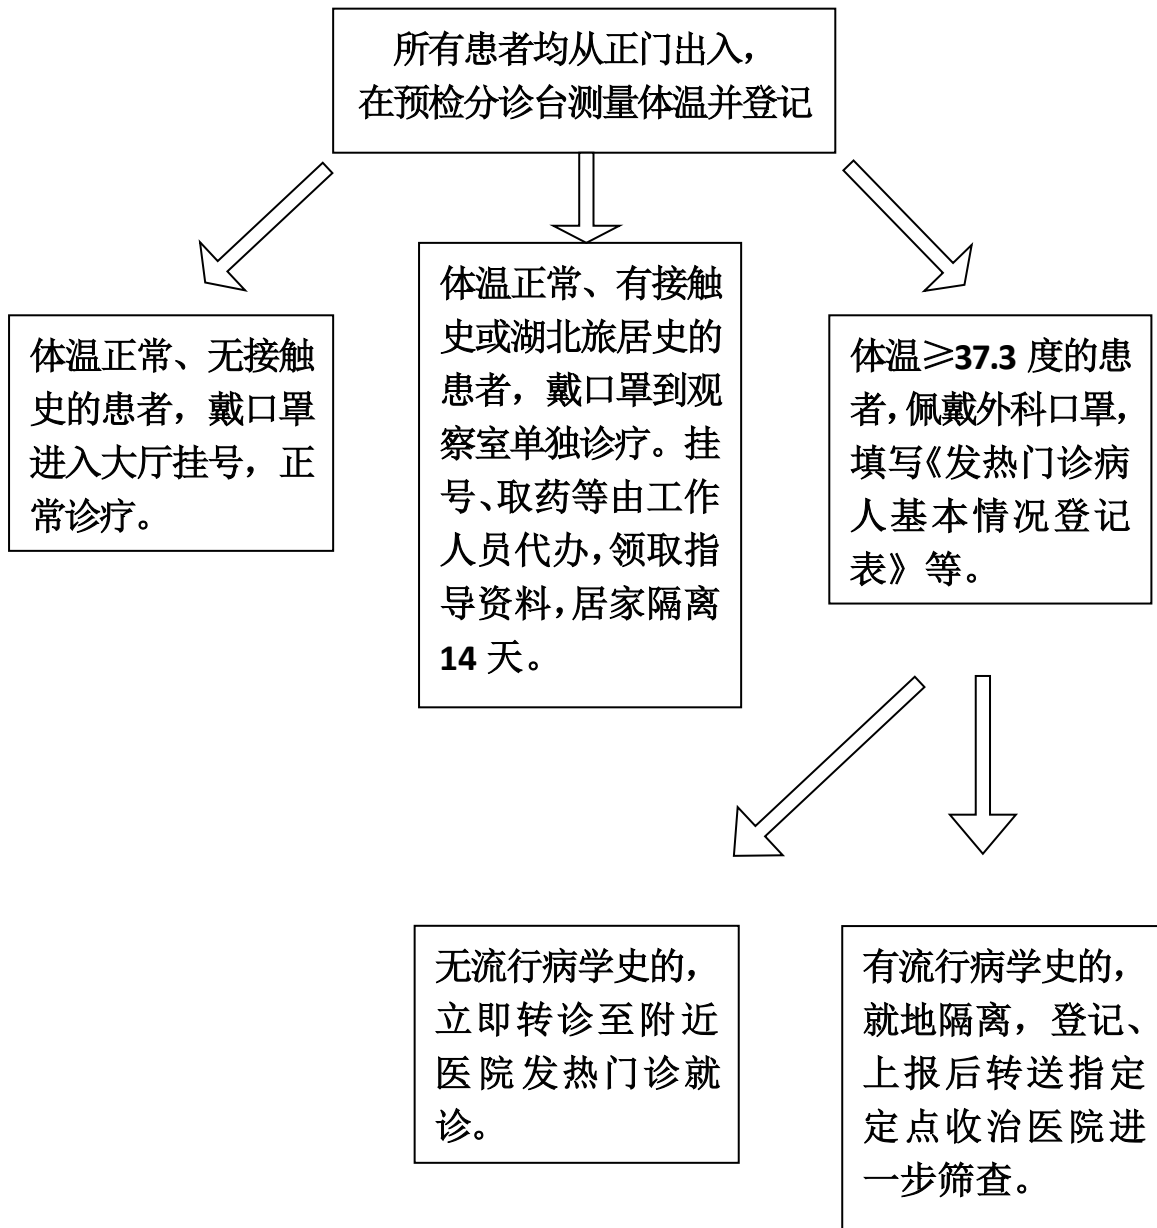 所有患者均从正门出入，
在预检分诊台测量体温并登记
体温正常、无接触
史的患者，戴口罩
进入大厅挂号，正
常诊疗。
体温正常、有接触
史或湖北旅居史的
患者，戴口罩到观
察室单独诊疗。挂
号、取药等由工作
人员代办，领取指
导资料，居家隔离
14 天。
体温≥37.3 度的患
者，佩戴外科口罩，
填写《发热门诊病
人基本情况登记
表》等。
无流行病学史的，
立即转诊至附近
医院发热门诊就
诊。
有流行病学史的，
就地隔离，登记、
上报后转送指定
定点收治医院进
一步筛查。